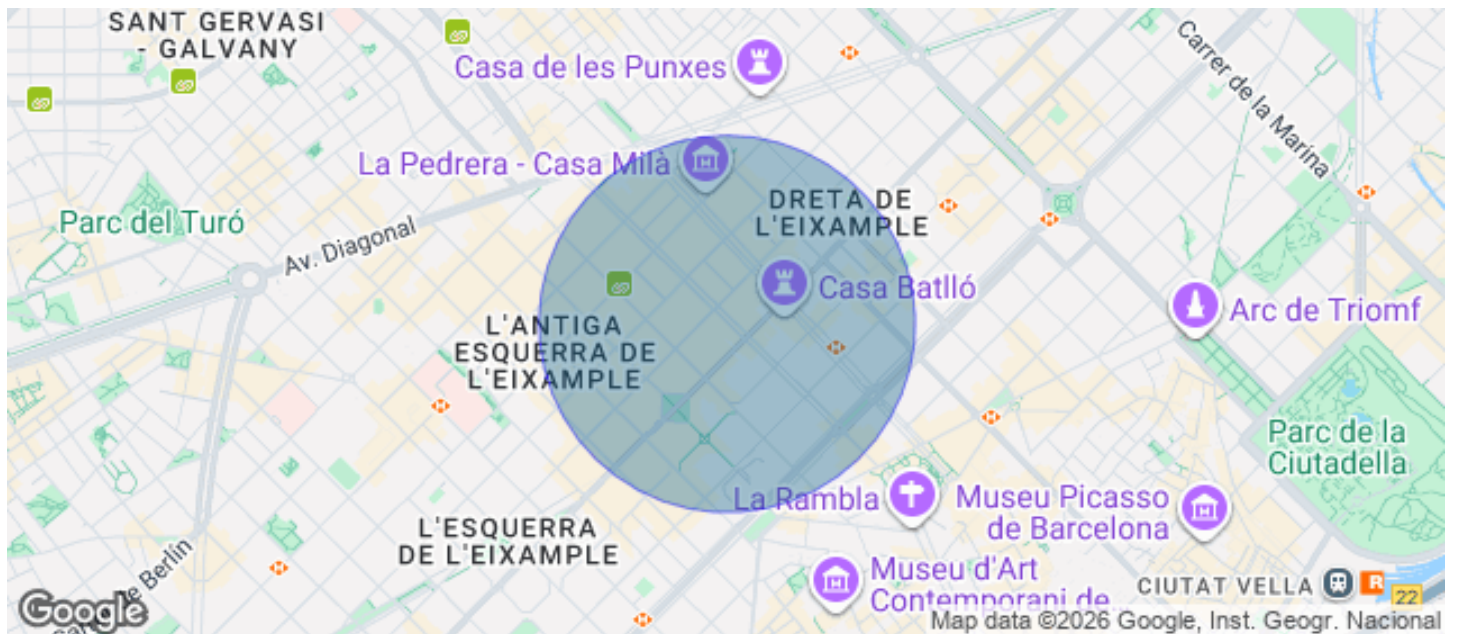 SANT GERVASI
- GALVANY
Casa de les Punxes
Carrer de la Marina
La Pedrera - Casa Milà
DRETA DE
L'EIXAMPLE
Parc del Turó
Av. Diagonal
Casa Batlló
Arc de Triomf
L'ANTIGA
ESQUERRA DE
L'EIXAMPLE
Parc de la
Ciutadella
La Rambla
Museu Picasso
de Barcelona
L'ESQUERRA
DE L'EIXAMPLE
de Berlin
Museu d'Art
Contemporani de...
CIUTAT VELLA
R
22
Google
Map data ©2026 Google, Inst. Geogr. Nacional